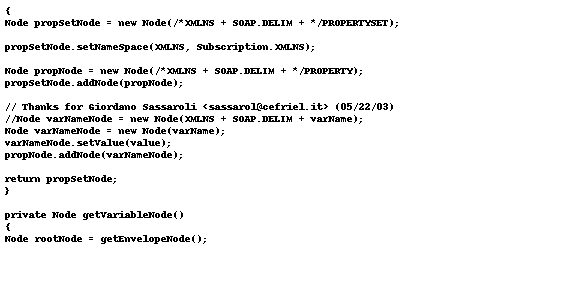 {
Node propSetNode = new Node(/*XMLNS + SOAP.DELIM + */PROPERTYSET);
propSetNode.setNameSpace(XMLNS, Subscription.XMLNS);
Node propNode = new Node(/*XMLNS + SOAP.DELIM + */PROPERTY);
propSetNode.addNode(propNode);
// Thanks for Giordano Sassaroli <sassarol@cefriel.it> (05/22/03)
//Node varNameNode = new Node(XMLNS + SOAP.DELIM + varName);
Node varNameNode = new Node(varName);
varNameNode.setValue(value);
propNode.addNode(varNameNode);
return propSetNode;
}
private Node getVariableNode()
{
Node rootNode = getEnvelopeNode();